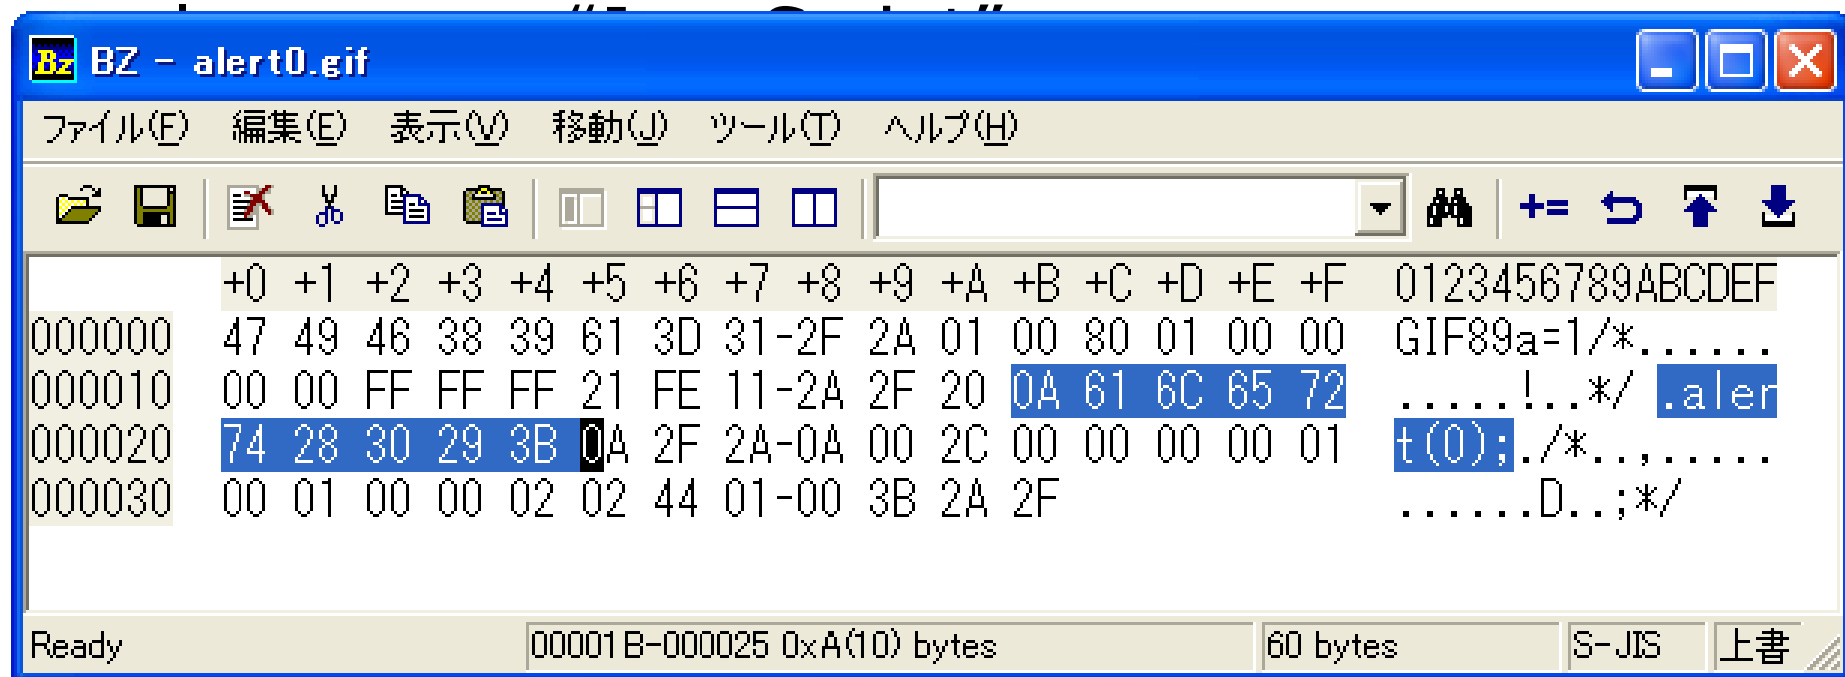 BZ - alert0.gif
ファイル(F) 編集(E) 表示(V) 移動(J) ツール(T) ヘルプ(H)
+0 +1 +2 +3 +4 +5 +6 +7 +8 +9 +A +B +C +D +E +F 0123456789ABCDEF
000000 47 49 46 38 39 61 3D 31-2F 2A 01 00 80 01 00 00 GIF89a=1/*......
000010 00 00 FF FF FF 21 FE 11-2A 2F 20 0A 61 6C 65 72 .....!..*/ .aler
000020 74 28 30 29 3B 0A 2F 2A-0A 00 2C 00 00 00 00 01 t(0);./*..,.....
000030 00 01 00 00 02 02 44 01-00 3B 2A 2F ......D..;*/
Ready 00001B-000025 0xA(10) bytes 60 bytes S-JIS 上書